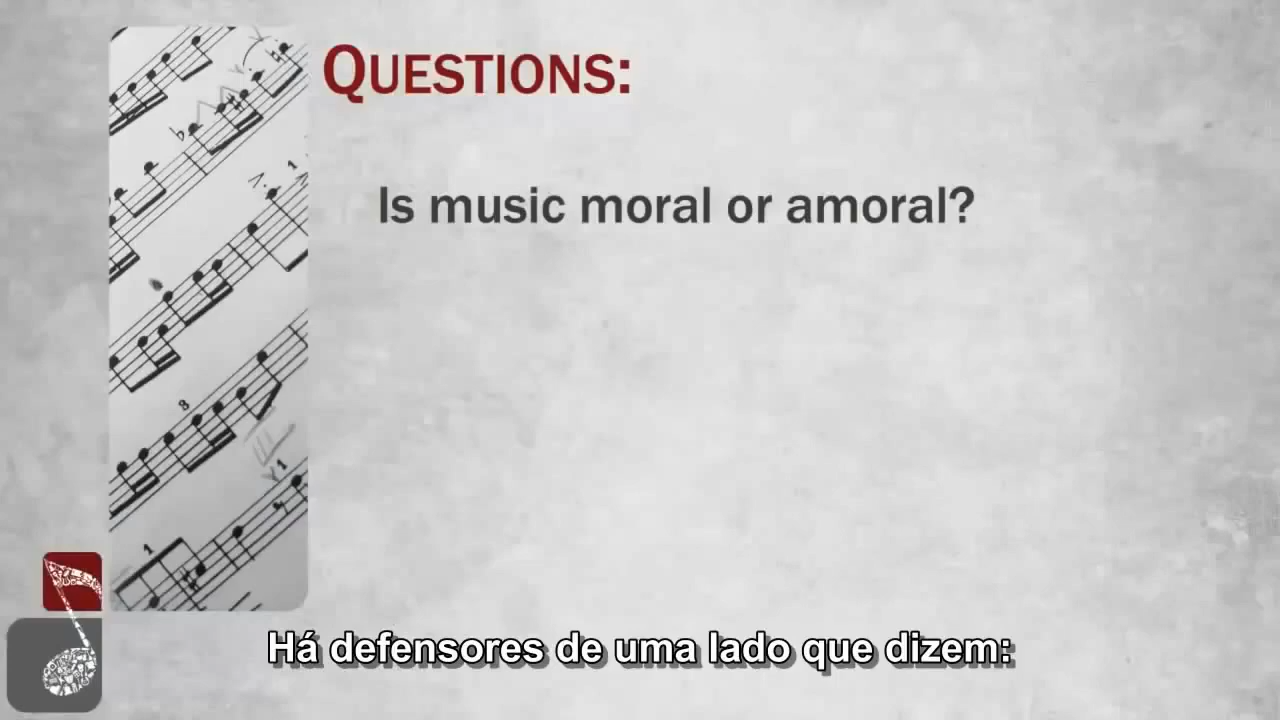 QUESTIONS:
Is music moral or amoral?
Há defensores de uma lado que dizem: